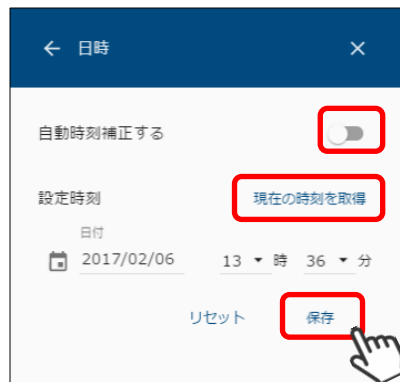 日時
自動時刻補正する
設定時刻 現在の時刻を取得
日付
2017/02/06 13 時 36 分
リセット 保存